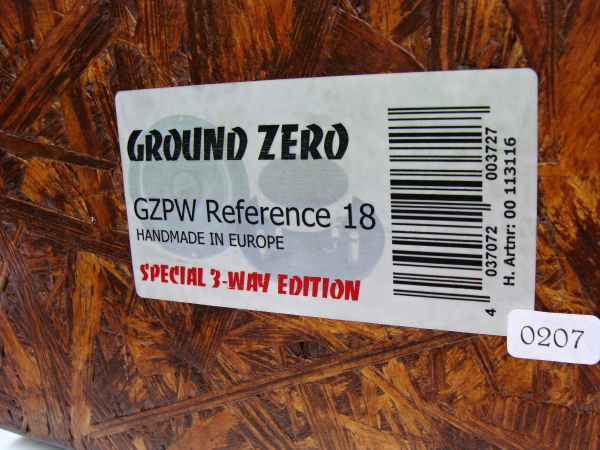 GROUND ZERO
GZPW Reference 18
HANDMADE IN EUROPE
SPECIAL 3-WAY EDITION
4 037072 003727
H. Artnr: 00 113116
0207